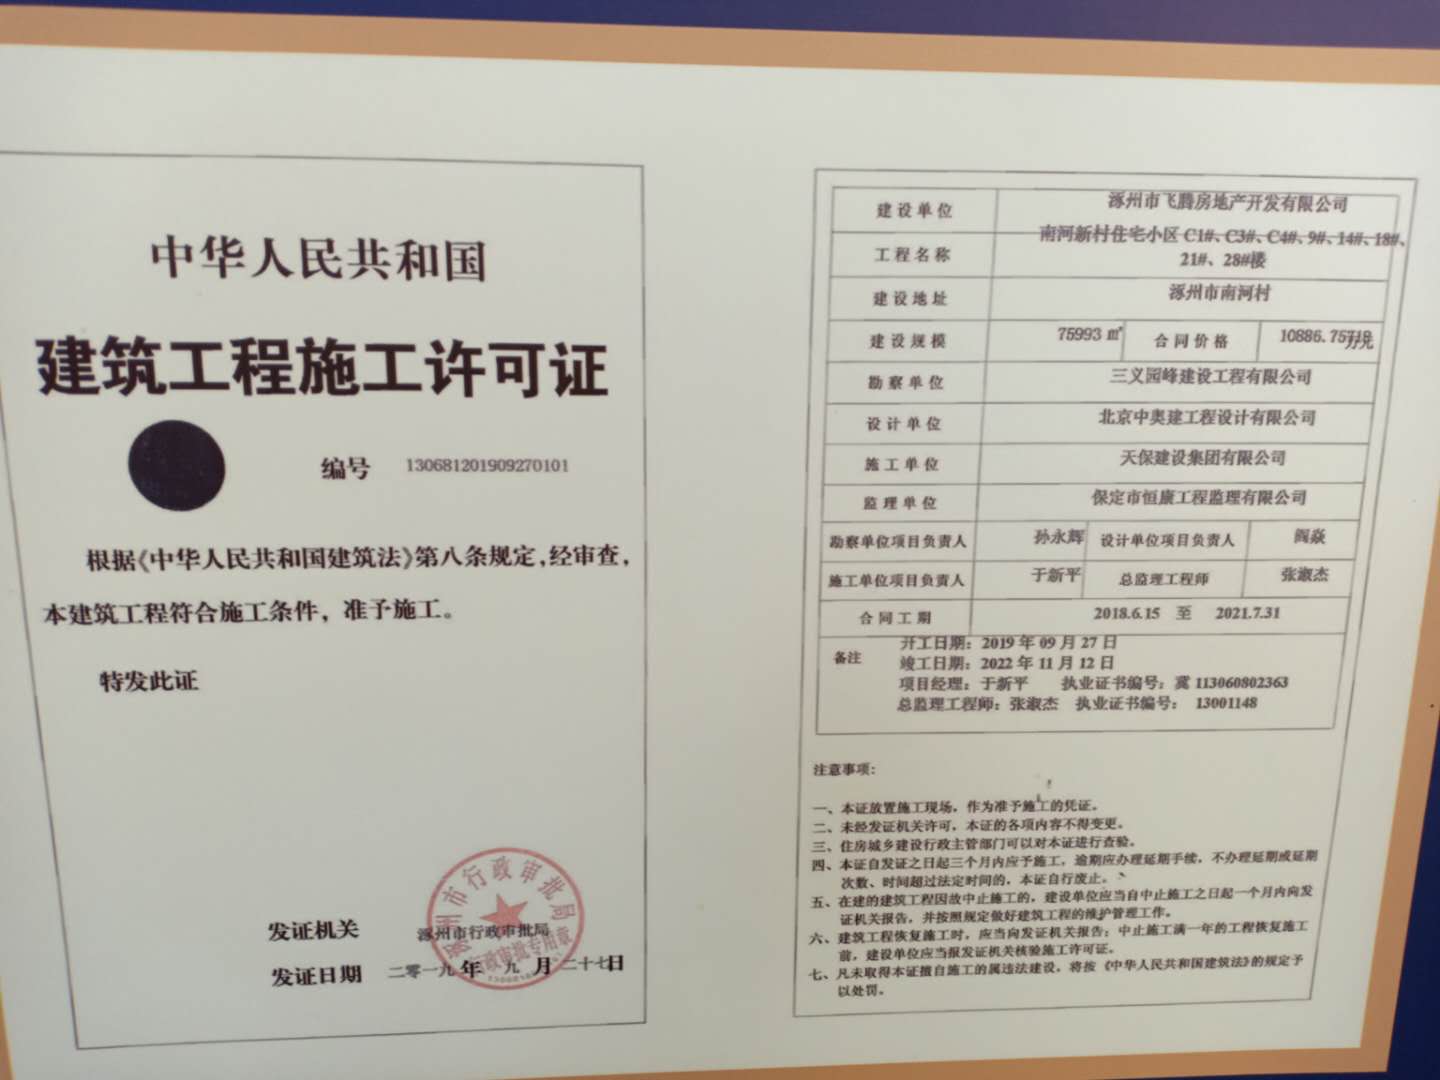 中华人民共和国
建筑工程施工许可证
编号 130681201909270101
根据《中华人民共和国建筑法》第八条规定,经审查,
本建筑工程符合施工条件，准予施工。
特发此证
发证机关 涿州市行政审批局
发证日期 二零一九年九月二十七日
涿州市行政审批局
行政审批专用章
建设单位 涿州市飞腾房地产开发有限公司
工程名称 南河新村住宅小区 C1#、C3#、C4#、9#、14#、18#、
21#、28#楼
建设地址 涿州市南河村
建设规模 75993 ㎡ 合同价格 10886.75719 万元
勘察单位 三义园峰建设工程有限公司
设计单位 北京中奥建工程设计有限公司
施工单位 天保建设集团有限公司
监理单位 保定市恒康工程监理有限公司
勘察单位项目负责人 孙永辉 设计单位项目负责人 阎焱
施工单位项目负责人 于新平 总监理工程师 张淑杰
合同工期 2018.6.15 至 2021.7.31
备注 开工日期：2019 年 09 月 27 日
竣工日期：2022 年 11 月 12 日
项目经理：于新平 执业证书编号：冀 113060802363
总监理工程师：张淑杰 执业证书编号： 13001148
注意事项:
一、本证放置施工现场，作为准予施工的凭证。
二、未经发证机关许可，本证的各项内容不得变更。
三、住房城乡建设行政主管部门可以对本证进行查验。
四、本证自发证之日起三个月内应予施工，逾期应办理延期手续，不办理延期或延期
次数、时间超过法定时间的，本证自行废止。
五、在建的建筑工程因故中止施工的，建设单位应当自中止施工之日起一个月内向发
证机关报告，并按照规定做好建筑工程的维护管理工作。
六、建筑工程恢复施工时，应当向发证机关报告；中止施工满一年的工程恢复施工
前，建设单位应当报发证机关核验施工许可证。
七、凡未取得本证擅自施工的属违法建设，将按《中华人民共和国建筑法》的规定予
以处罚。